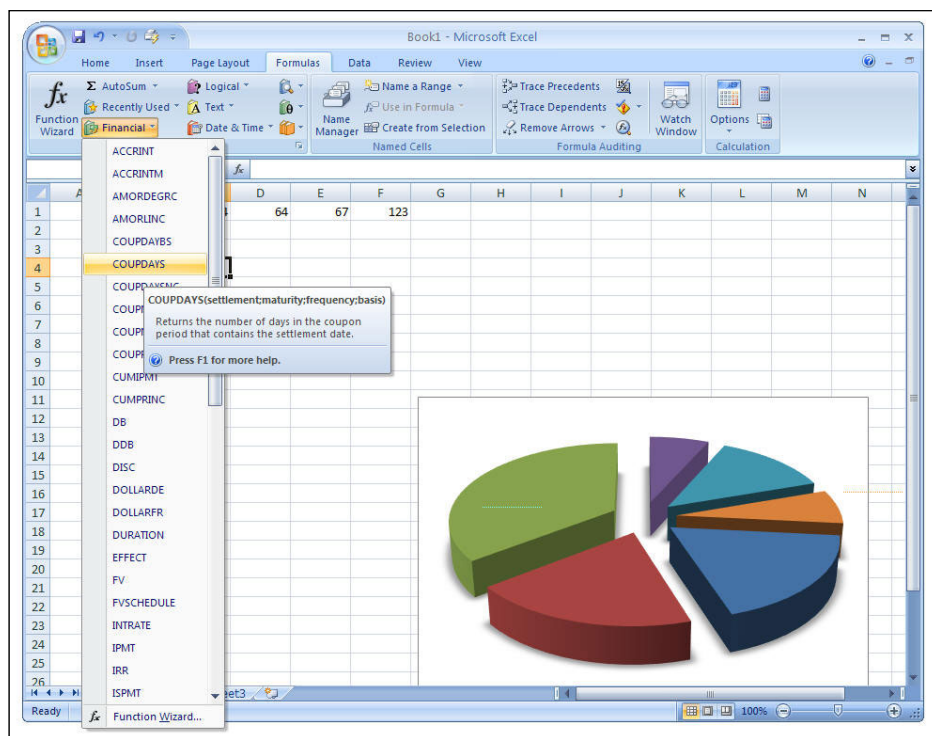 Book1 - Microsoft Excel
Home Insert Page Layout Formulas Data Review View
Function Wizard
Σ AutoSum
Recently Used
Financial
Logical
Text
Date & Time
Name Manager
Name a Range
Use in Formula
Create from Selection
Named Cells
Trace Precedents
Trace Dependents
Remove Arrows
Formula Auditing
Watch Window
Options
Calculation
fx
A D E F G H I J K L M N
1 64 67 123
2
3
4
5
6
7
8
9
10
11
12
13
14
15
16
17
18
19
20
21
22
23
24
25
26
ACCRINT
ACCRINTM
AMORDEGRC
AMORLINC
COUPDAYBS
COUPDAYS
COUPDAYSNC
COUPDAYS(settlement;maturity;frequency;basis)
Returns the number of days in the coupon
period that contains the settlement date.
Press F1 for more help.
CUMIPMT
CUMPRINC
DB
DDB
DISC
DOLLARDE
DOLLARFR
DURATION
EFFECT
FV
FVSCHEDULE
INTRATE
IPMT
IRR
ISPMT
fx Function Wizard...
Ready 100%